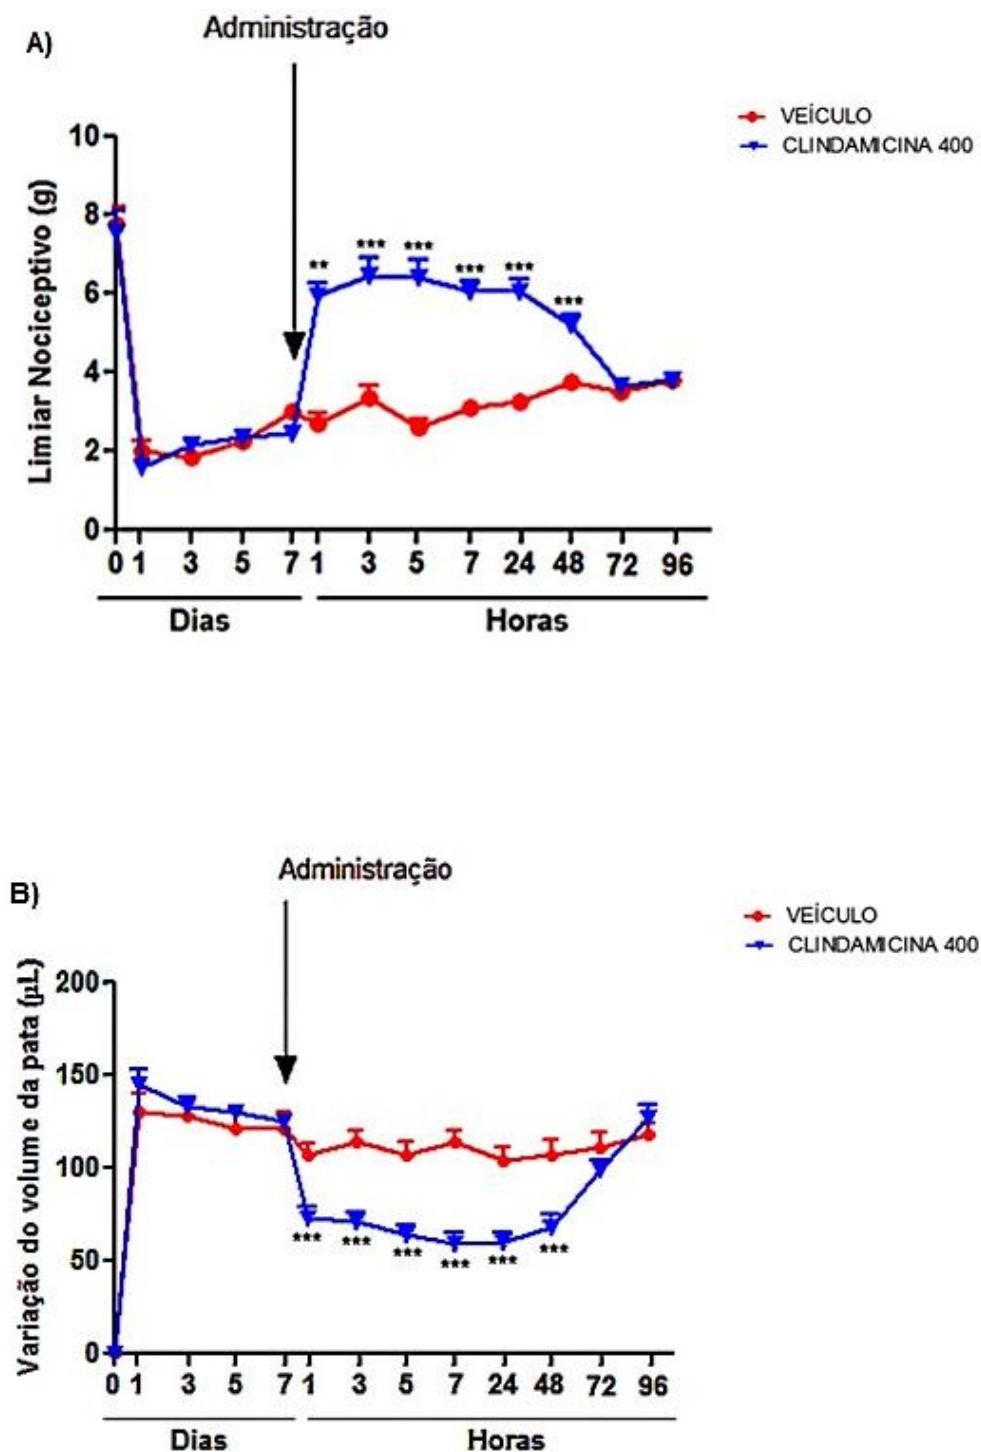 A)
Administração
VEÍCULO
CLINDAMICINA 400
Limiar Nociceptivo (g)
10
8
6
4
2
0
** *** *** *** *** ***
0 1 3 5 7 1 3 5 7 24 48 72 96
Dias Horas
B)
Administração
VEÍCULO
CLINDAMICINA 400
Variação do volume da pata (µL)
200
150
100
50
0
*** *** *** *** *** ***
0 1 3 5 7 1 3 5 7 24 48 72 96
Dias Horas